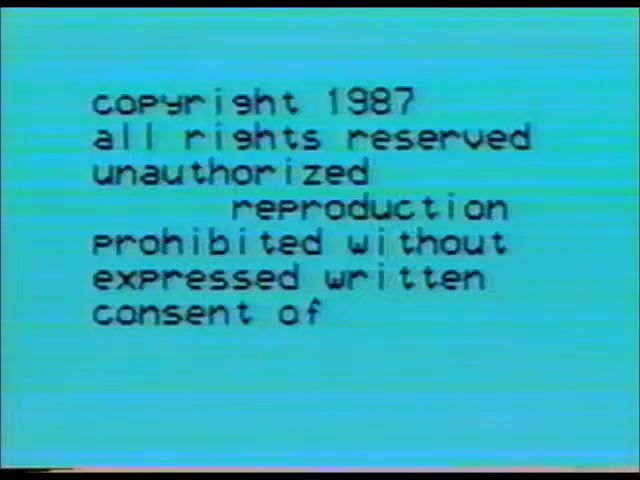 copyright 1987
all rights reserved
unauthorized
reproduction
prohibited without
expressed written
consent of